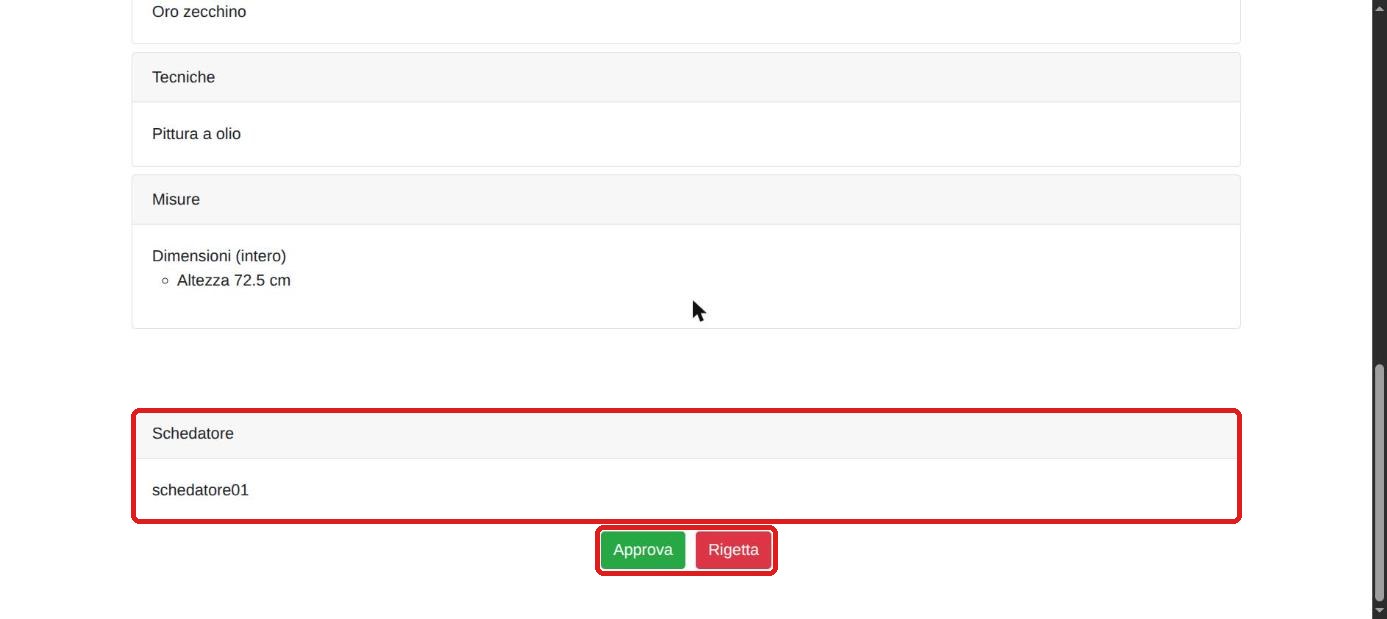 Oro zecchino
Tecniche
Pittura a olio
Misure
Dimensioni (intero)
Altezza 72.5 cm
Schedatore
schedatore01
Approva Rigetta